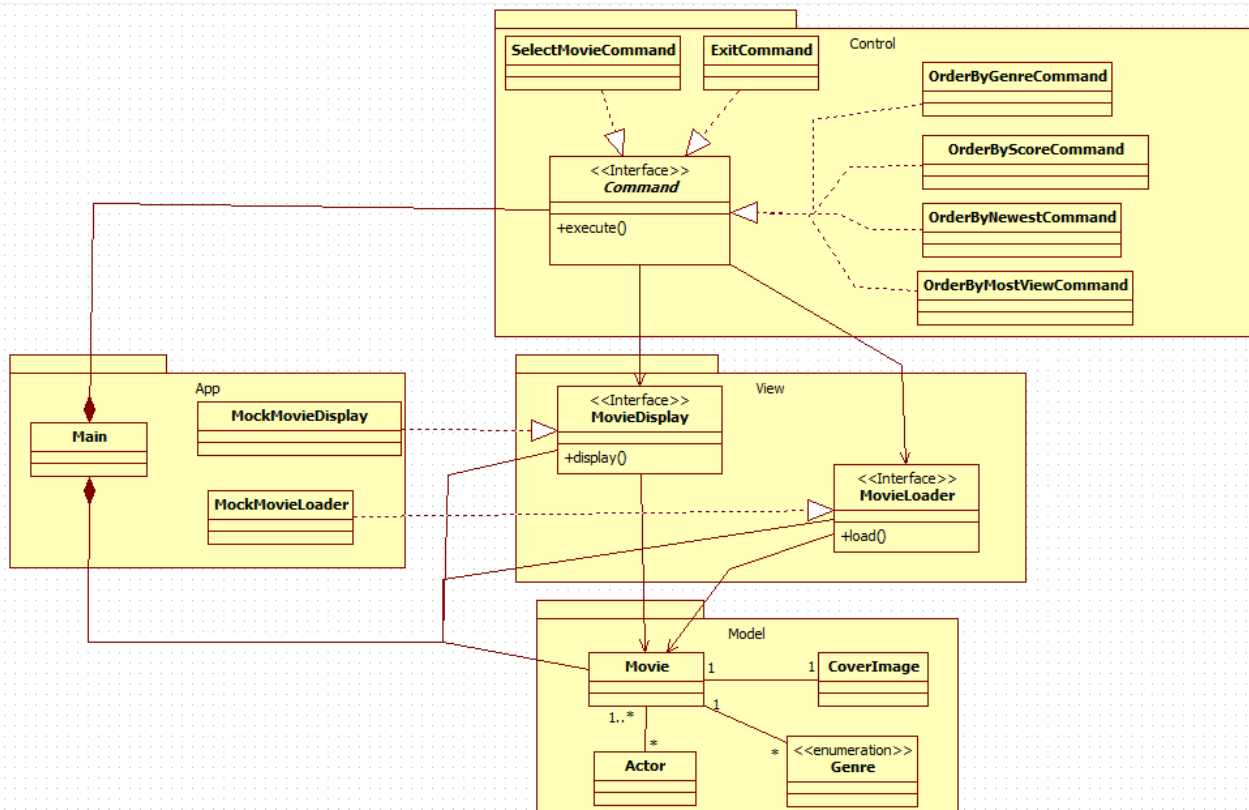 Control
SelectMovieCommand
ExitCommand
OrderByGenreCommand
OrderByScoreCommand
OrderByNewestCommand
OrderByMostViewCommand
<<Interface>>
Command
+execute()
App
Main
MockMovieDisplay
MockMovieLoader
View
<<Interface>>
MovieDisplay
+display()
<<Interface>>
MovieLoader
+load()
Model
Movie
1
1
CoverImage
1..*
*
1
*
Actor
<<enumeration>>
Genre